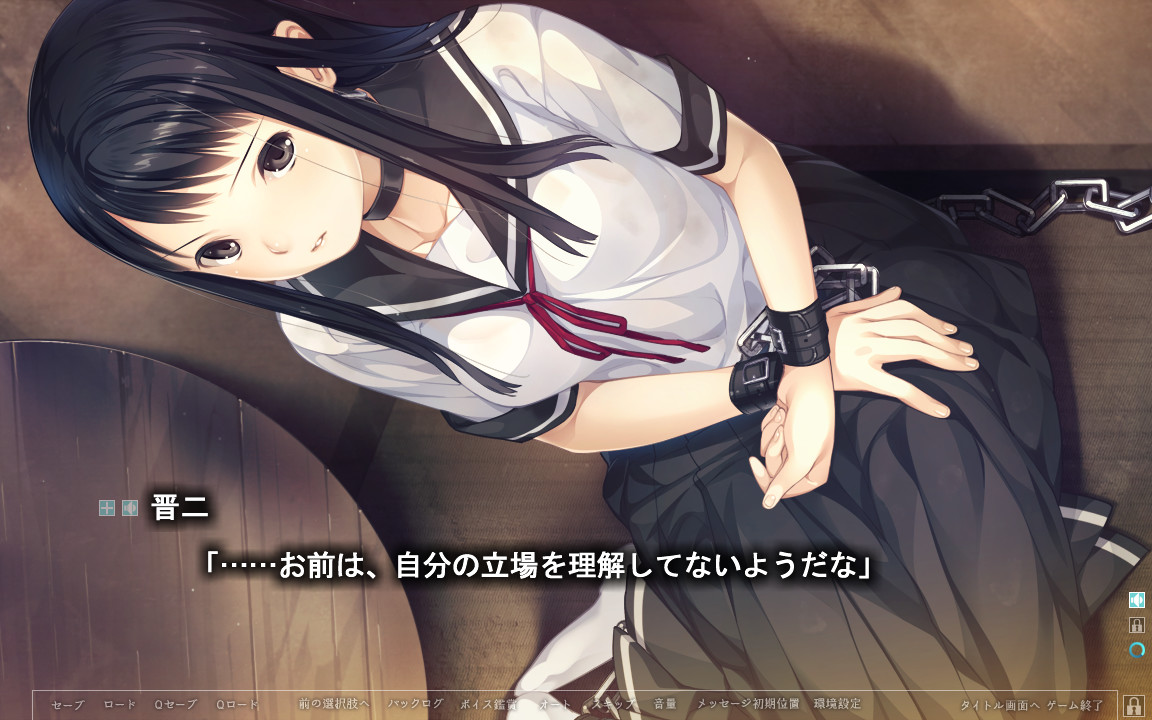 晋二
「……お前は、自分の立場を理解してないようだな」
セーブ ロード Qセーブ Qロード 前の選択肢へ バックログ ボイス鑑賞 オート スキップ 音量 メッセージ初期位置 環境設定 タイトル画面へ ゲーム終了